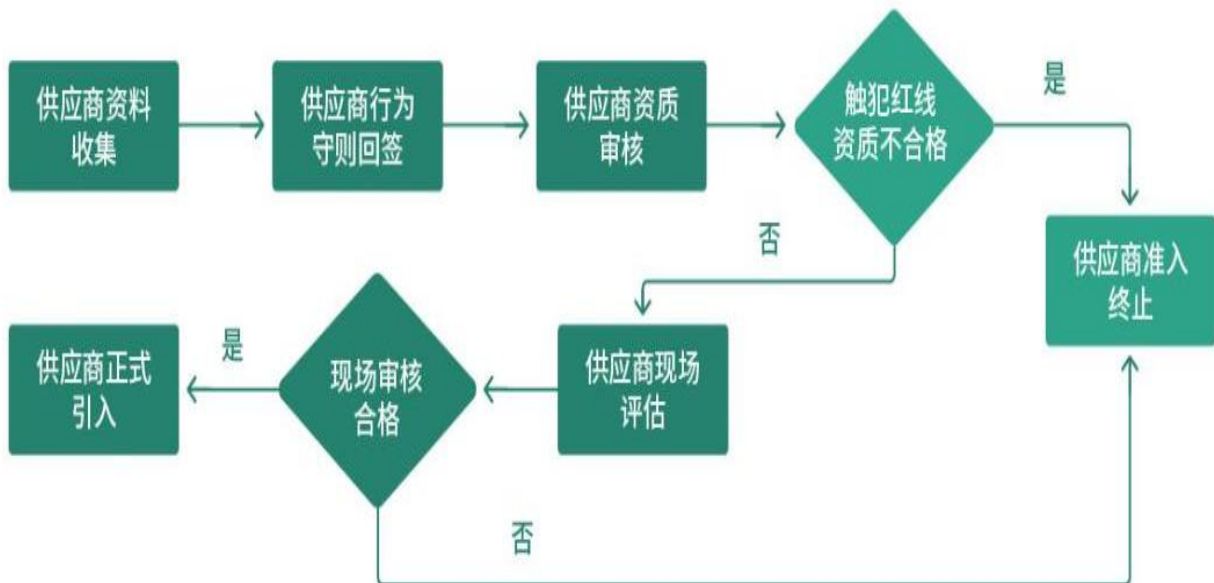 供应商资料
收集
供应商行为
守则回签
供应商资质
审核
触犯红线
资质不合格
是
否
供应商准入
终止
供应商正式
引入
是
现场审核
合格
供应商现场
评估
否